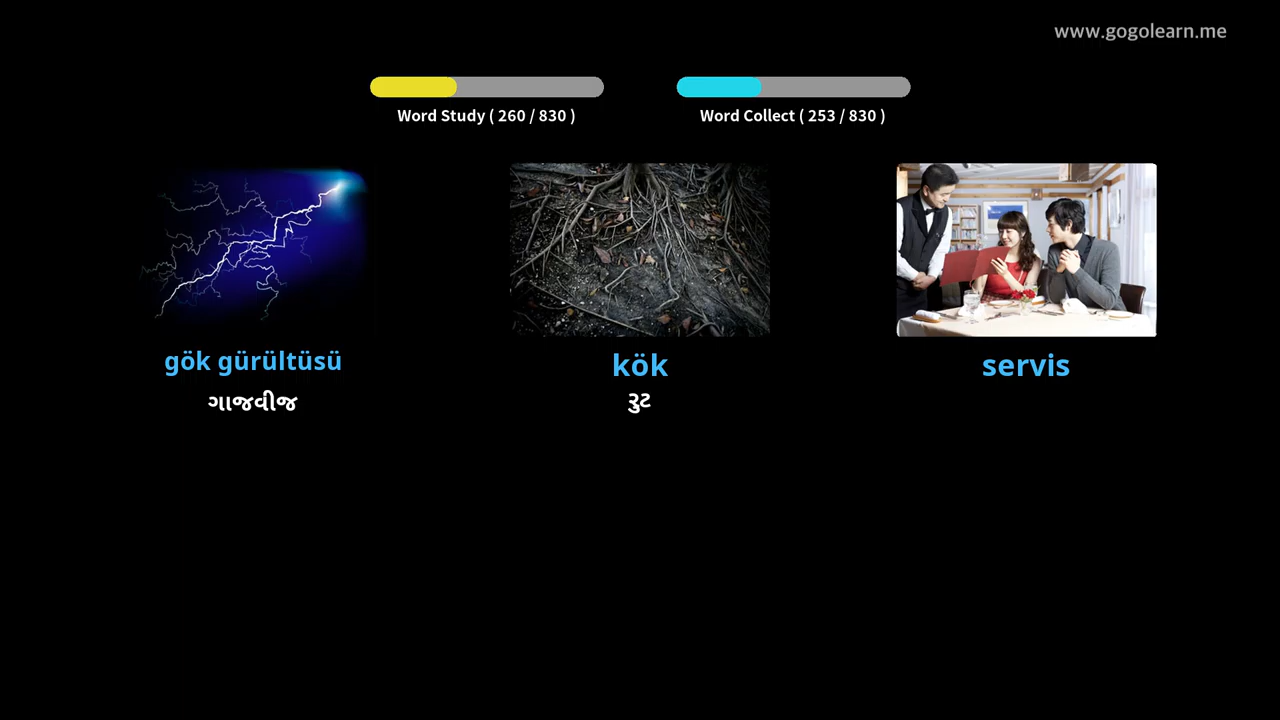 www.gogolearn.me
Word Study ( 260 / 830 )
Word Collect ( 253 / 830 )
gök gürültüsü
kök
servis
ગાજવીજ
રુટ